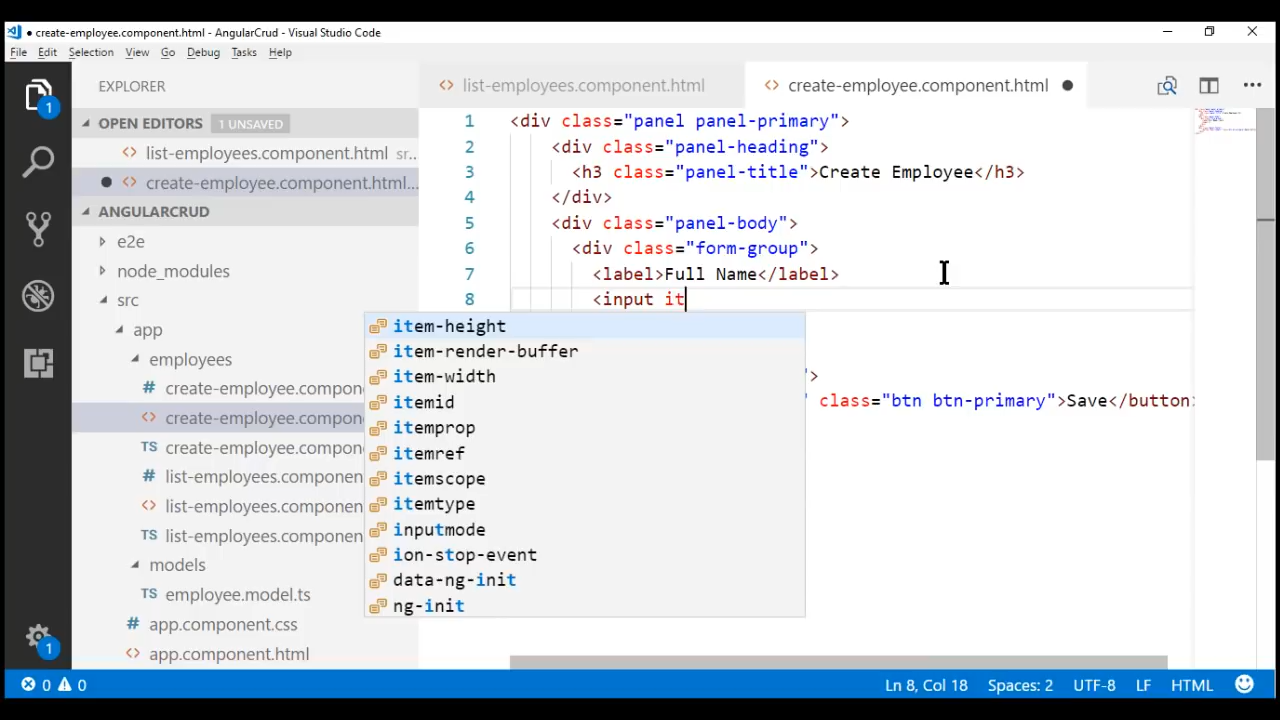 create-employee.component.html - AngularCrud - Visual Studio Code
File Edit Selection View Go Debug Tasks Help
1
EXPLORER
OPEN EDITORS 1 UNSAVED
list-employees.component.html sr...
create-employee.component.html...
ANGULARCRUD
e2e
node_modules
src
app
employees
# create-employee.compon
<> create-employee.compon
TS create-employee.compon
# list-employees.componen
<> list-employees.componen
TS list-employees.componen
models
TS employee.model.ts
# app.component.css
<> app.component.html
1
<> list-employees.component.html
<> create-employee.component.html
1 <div class="panel panel-primary">
2 <div class="panel-heading">
3 <h3 class="panel-title">Create Employee</h3>
4 </div>
5 <div class="panel-body">
6 <div class="form-group">
7 <label>Full Name</label>
8 <input it
">
" class="btn btn-primary">Save</button>
item-height
item-render-buffer
item-width
itemid
itemprop
itemref
itemscope
itemtype
inputmode
ion-stop-event
data-ng-init
ng-init
0 0 Ln 8, Col 18 Spaces: 2 UTF-8 LF HTML